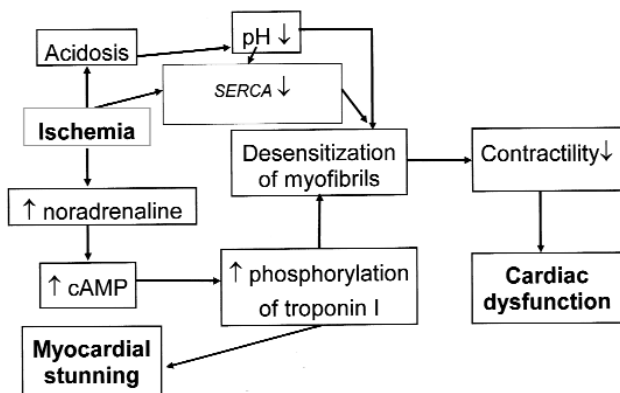 Acidosis
pH ↓
SERCA ↓
Ischemia
Desensitization
of myofibrils
Contractility↓
↑ noradrenaline
↑ cAMP
↑ phosphorylation
of troponin I
Cardiac
dysfunction
Myocardial
stunning